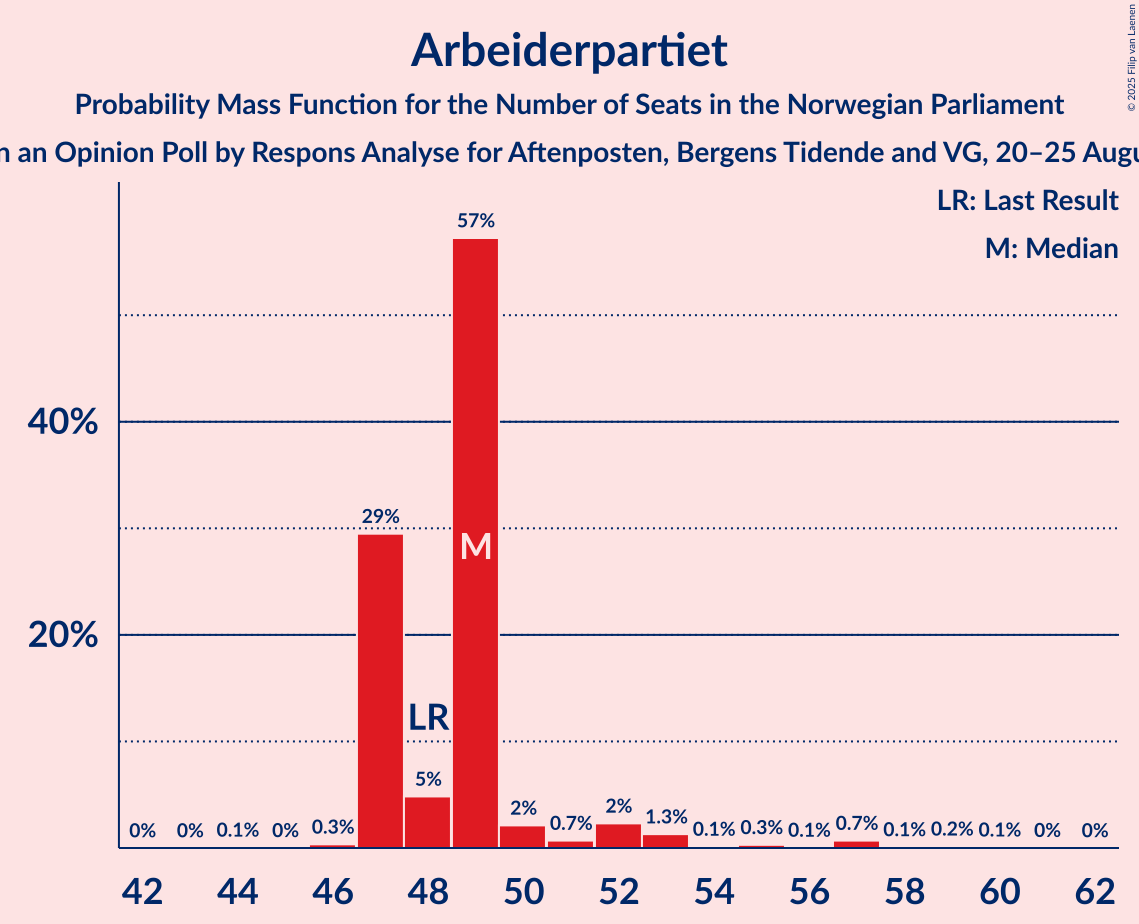 © 2025 Filip van Laenen
Arbeiderpartiet
Probability Mass Function for the Number of Seats in the Norwegian Parliament
an Opinion Poll by Respons Analyse for Aftenposten, Bergens Tidende and VG, 20–25
LR: Last Result
M: Median
57%
40%
29%
M
20%
LR
5%
0% 0% 0.1% 0% 0.3% 2% 0.7% 2% 1.3% 0.1% 0.3% 0.1% 0.7% 0.1% 0.2% 0.1% 0% 0%
42 44 46 48 50 52 54 56 58 60 62